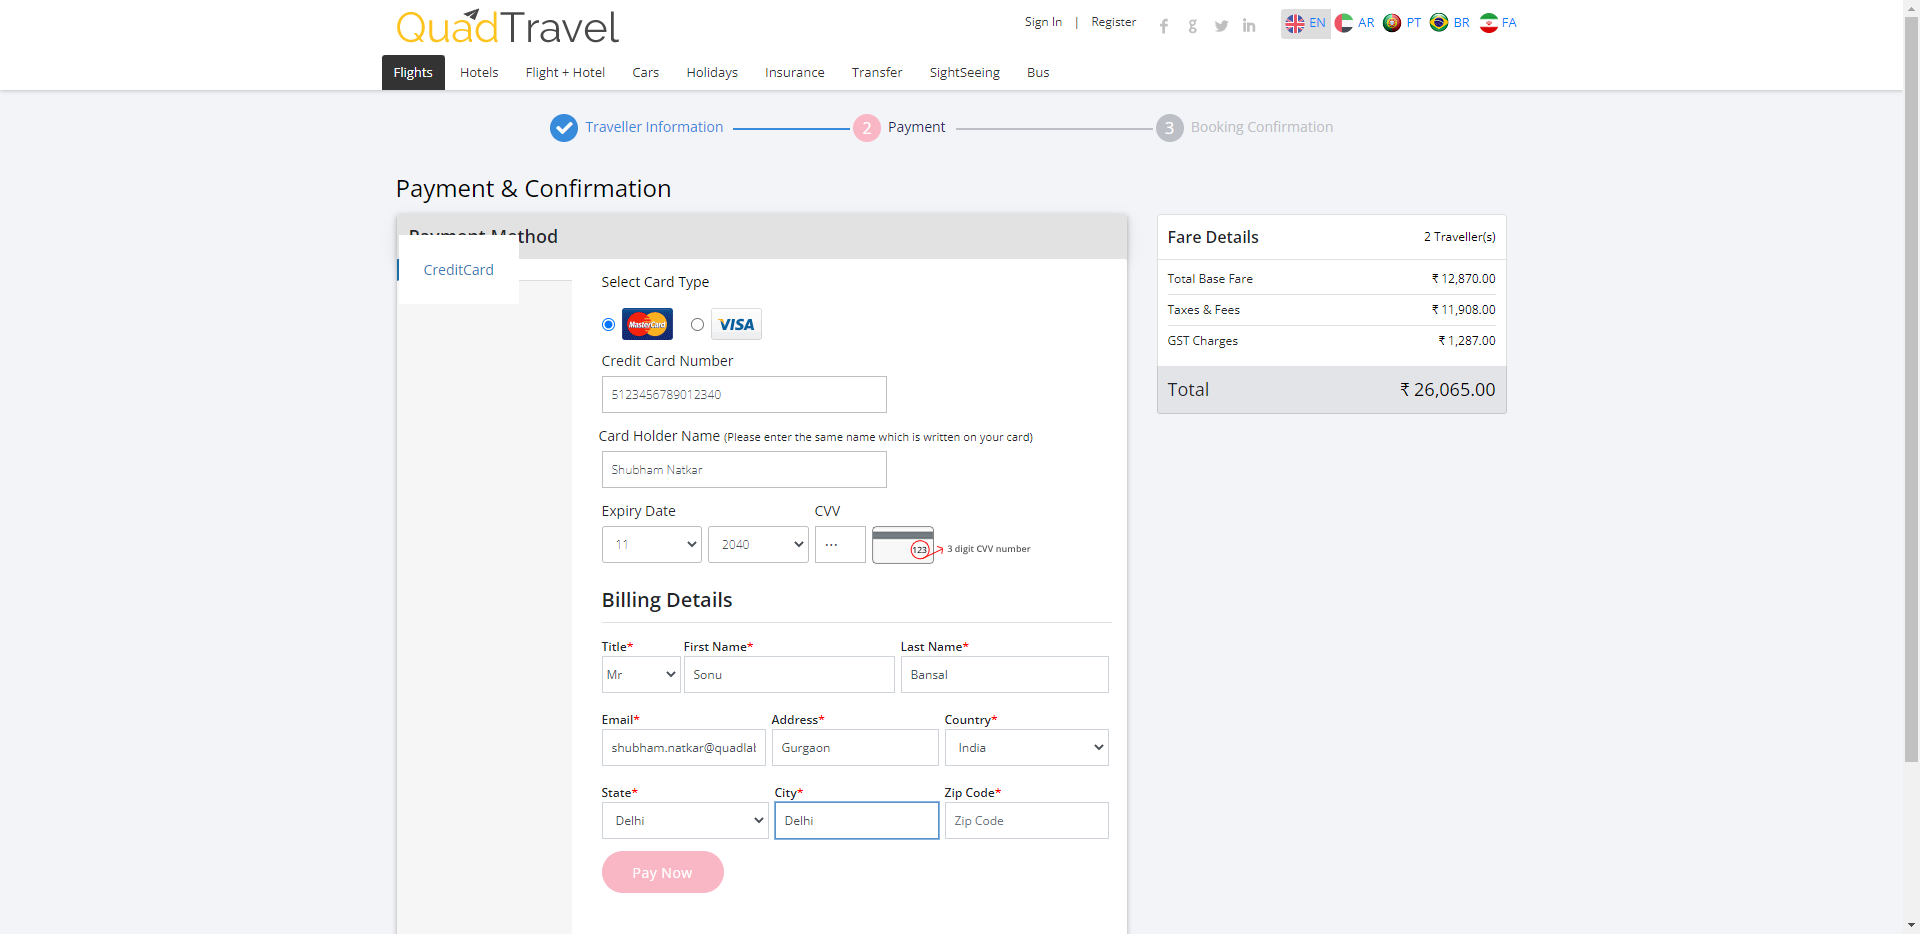 QuadTravel
Sign In | Register
EN AR PT BR FA
Flights Hotels Flight + Hotel Cars Holidays Insurance Transfer SightSeeing Bus
Traveller Information 2 Payment 3 Booking Confirmation
Payment & Confirmation
Payment Method
CreditCard
Select Card Type
MasterCard VISA
Credit Card Number
5123456789012340
Card Holder Name (Please enter the same name which is written on your card)
Shubham Natkar
Expiry Date CVV
11 2040 ... 123 3 digit CVV number
Billing Details
Title* First Name* Last Name*
Mr Sonu Bansal
Email* Address* Country*
shubham.natkar@quadlal Gurgaon India
State* City* Zip Code*
Delhi Delhi Zip Code
Pay Now
Fare Details 2 Traveller(s)
Total Base Fare ₹ 12,870.00
Taxes & Fees ₹ 11,908.00
GST Charges ₹ 1,287.00
Total ₹ 26,065.00